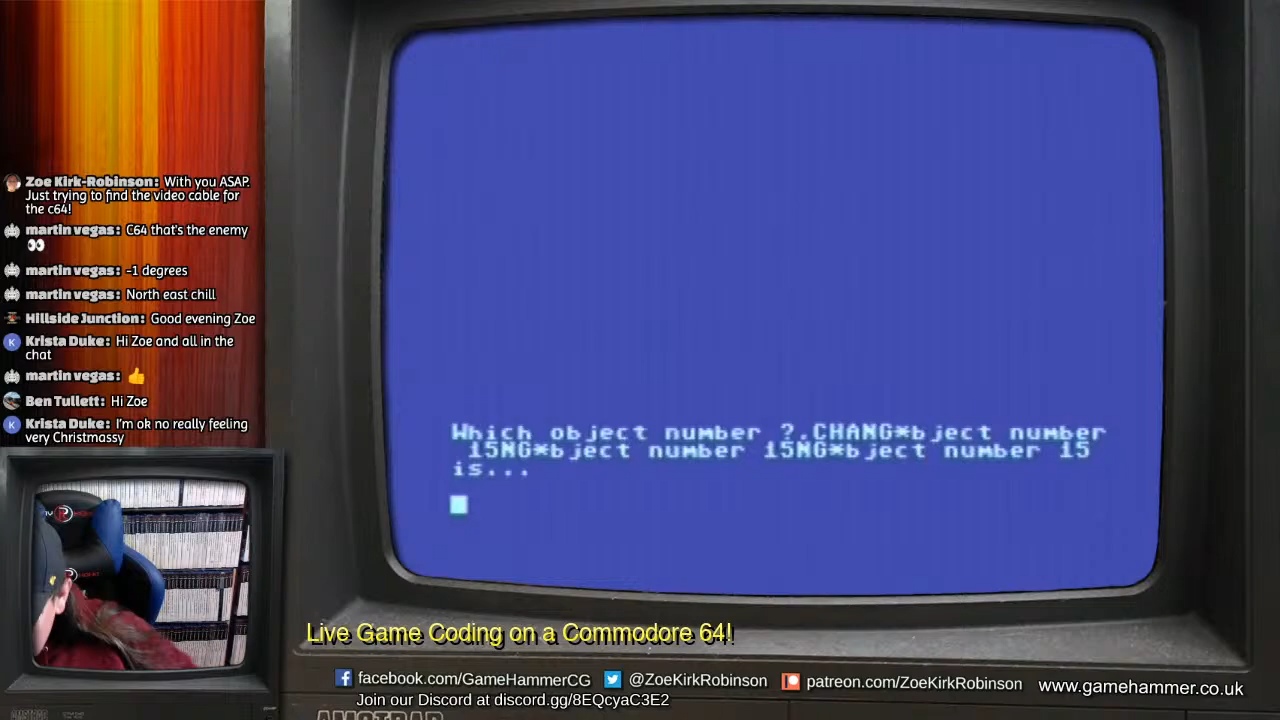 Zoe Kirk-Robinson: With you ASAP.
Just trying to find the video cable for
the c64!
martin vegas: C64 that's the enemy
martin vegas: -1 degrees
martin vegas: North east chill
Hillside Junction: Good evening Zoe
K Krista Duke: Hi Zoe and all in the
chat
martin vegas:
Ben Tullett: Hi Zoe
K Krista Duke: I'm ok no really feeling
very Christmassy
Which object number ?.CHANG*bject number
15NG*bject number 15NG*bject number 15
is...
Live Game Coding on a Commodore 64!
facebook.com/GameHammerCG @ZoeKirkRobinson patreon.com/ZoeKirkRobinson www.gamehammer.co.uk
Join our Discord at discord.gg/8EQcyaC3E2
AMSTRAD